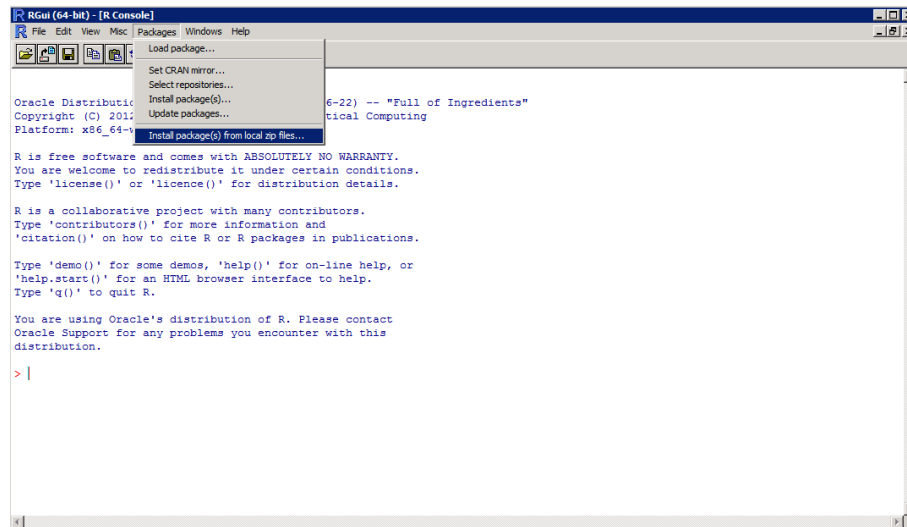 RGui (64-bit) - [R Console]
File Edit View Misc Packages Windows Help
Load package...
Set CRAN mirror...
Select repositories...
Install package(s)...
Update packages...
Install package(s) from local zip files...
Oracle Distributio 6-22) -- "Full of Ingredients"
Copyright (C) 2012 tical Computing
Platform: x86_64-w
R is free software and comes with ABSOLUTELY NO WARRANTY.
You are welcome to redistribute it under certain conditions.
Type 'license()' or 'licence()' for distribution details.
R is a collaborative project with many contributors.
Type 'contributors()' for more information and
'citation()' on how to cite R or R packages in publications.
Type 'demo()' for some demos, 'help()' for on-line help, or
'help.start()' for an HTML browser interface to help.
Type 'q()' to quit R.
You are using Oracle's distribution of R. Please contact
Oracle Support for any problems you encounter with this
distribution.
>